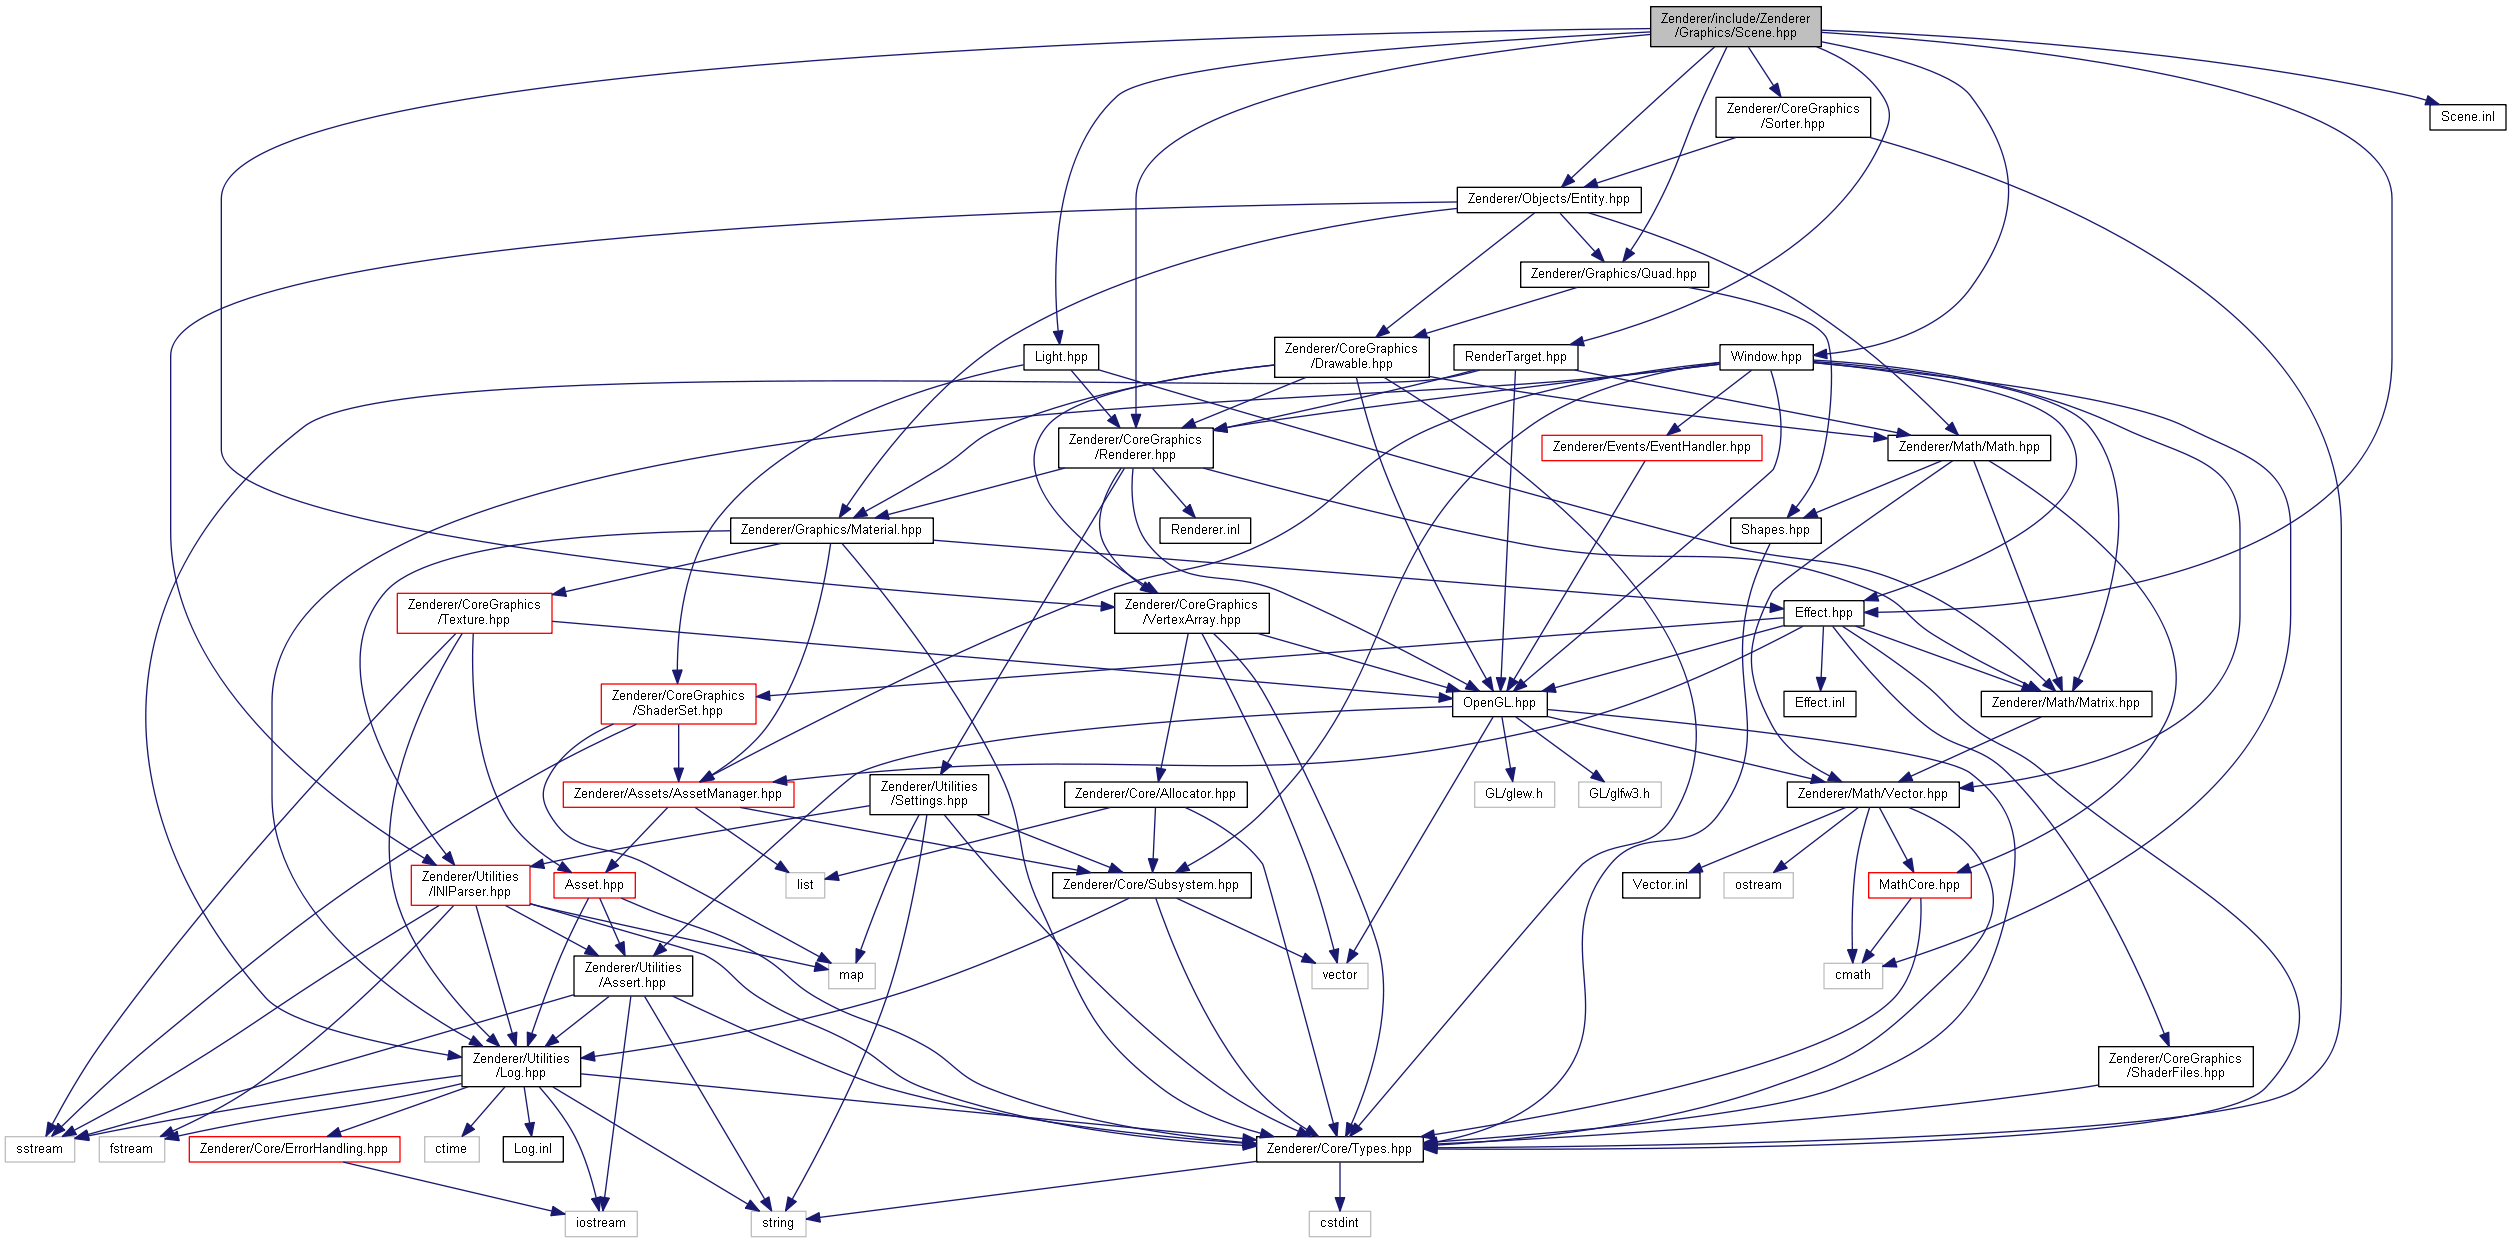 Zenderer/include/Zenderer
/Graphics/Scene.hpp
Zenderer/CoreGraphics
/Sorter.hpp
Scene.inl
Zenderer/Objects/Entity.hpp
Zenderer/Graphics/Quad.hpp
Light.hpp
Zenderer/CoreGraphics
/Drawable.hpp
RenderTarget.hpp
Window.hpp
Zenderer/CoreGraphics
/Renderer.hpp
Zenderer/Events/EventHandler.hpp
Zenderer/Math/Math.hpp
Zenderer/Graphics/Material.hpp
Renderer.inl
Shapes.hpp
Zenderer/CoreGraphics
/Texture.hpp
Zenderer/CoreGraphics
/VertexArray.hpp
Effect.hpp
Zenderer/CoreGraphics
/ShaderSet.hpp
OpenGL.hpp
Effect.inl
Zenderer/Math/Matrix.hpp
Zenderer/Assets/AssetManager.hpp
Zenderer/Utilities
/Settings.hpp
Zenderer/Core/Allocator.hpp
GL/glew.h
GL/glfw3.h
Zenderer/Math/Vector.hpp
Zenderer/Utilities
/INIParser.hpp
Asset.hpp
list
Zenderer/Core/Subsystem.hpp
Vector.inl
ostream
MathCore.hpp
Zenderer/Utilities
/Assert.hpp
map
vector
cmath
Zenderer/Utilities
/Log.hpp
Zenderer/CoreGraphics
/ShaderFiles.hpp
sstream
fstream
Zenderer/Core/ErrorHandling.hpp
ctime
Log.inl
Zenderer/Core/Types.hpp
iostream
string
cstdint